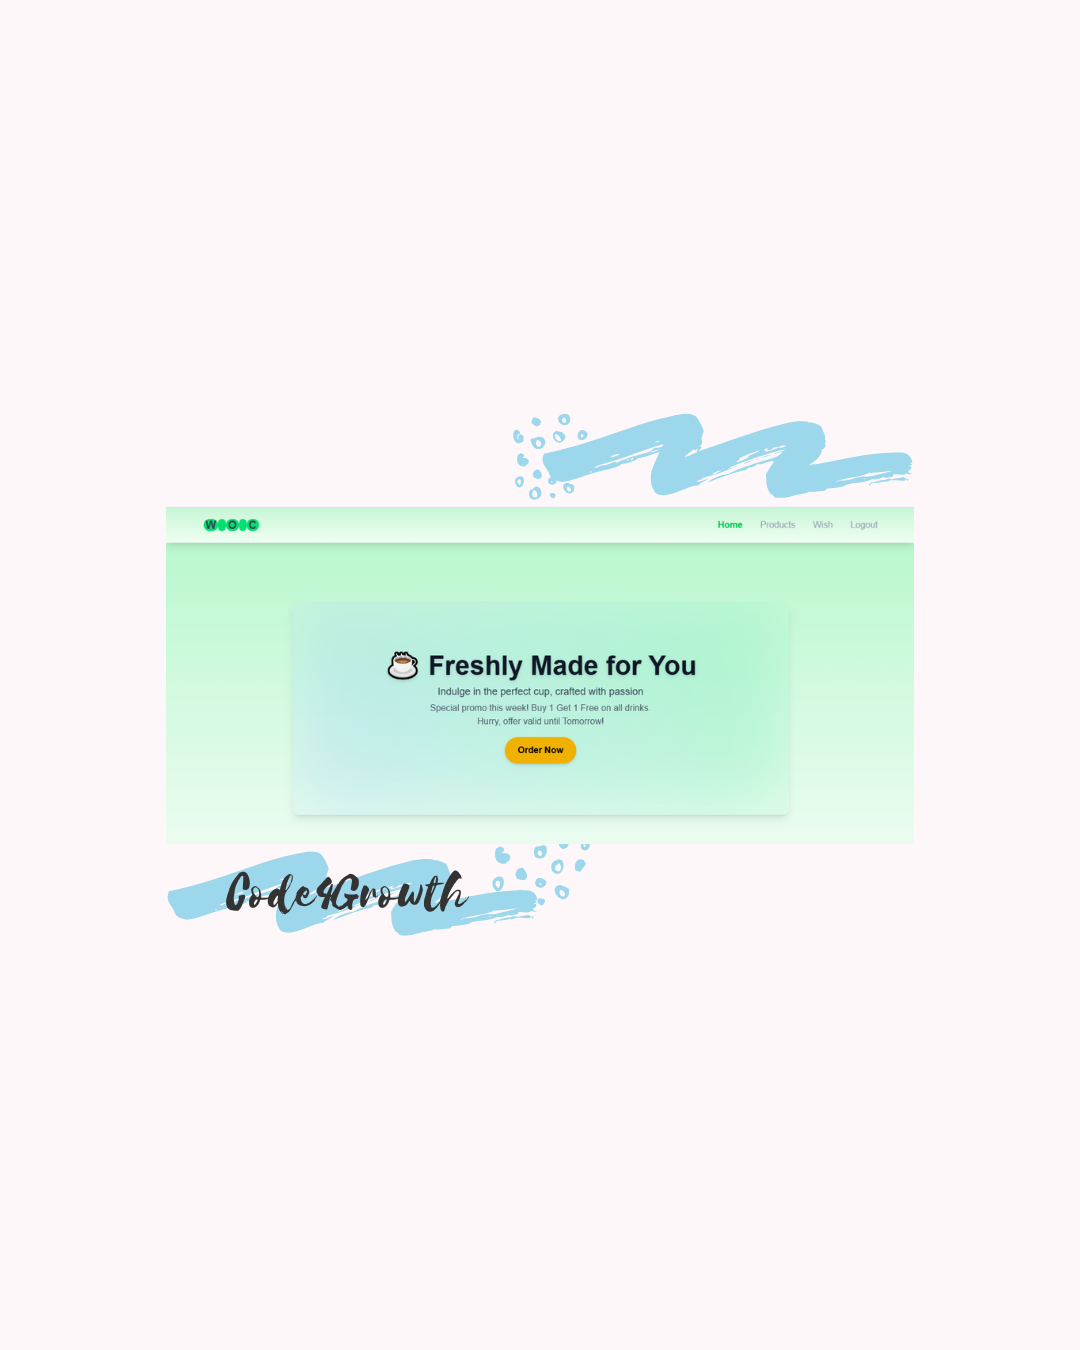 W O C
Home Products Wish Logout
☕ Freshly Made for You
Indulge in the perfect cup, crafted with passion
Special promo this week! Buy 1 Get 1 Free on all drinks.
Hurry, offer valid until Tomorrow!
Order Now
Code4Growth